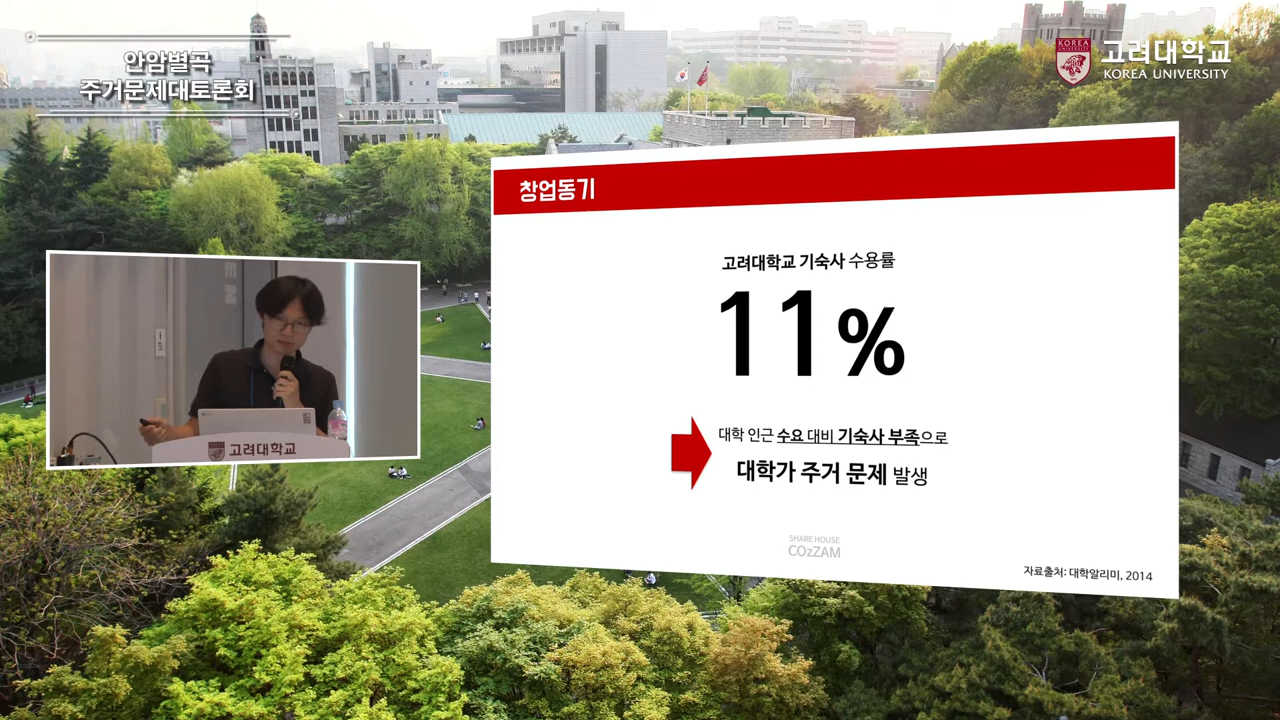 안암별곡
주거문제대토론회
KOREA
UNIVERSITY
고려대학교
KOREA UNIVERSITY
창업동기
고려대학교 기숙사 수용률
11%
대학 인근 수요 대비 기숙사 부족으로
대학가 주거 문제 발생
SHARE HOUSE
COzZAM
자료출처: 대학알리미, 2014
고려대학교